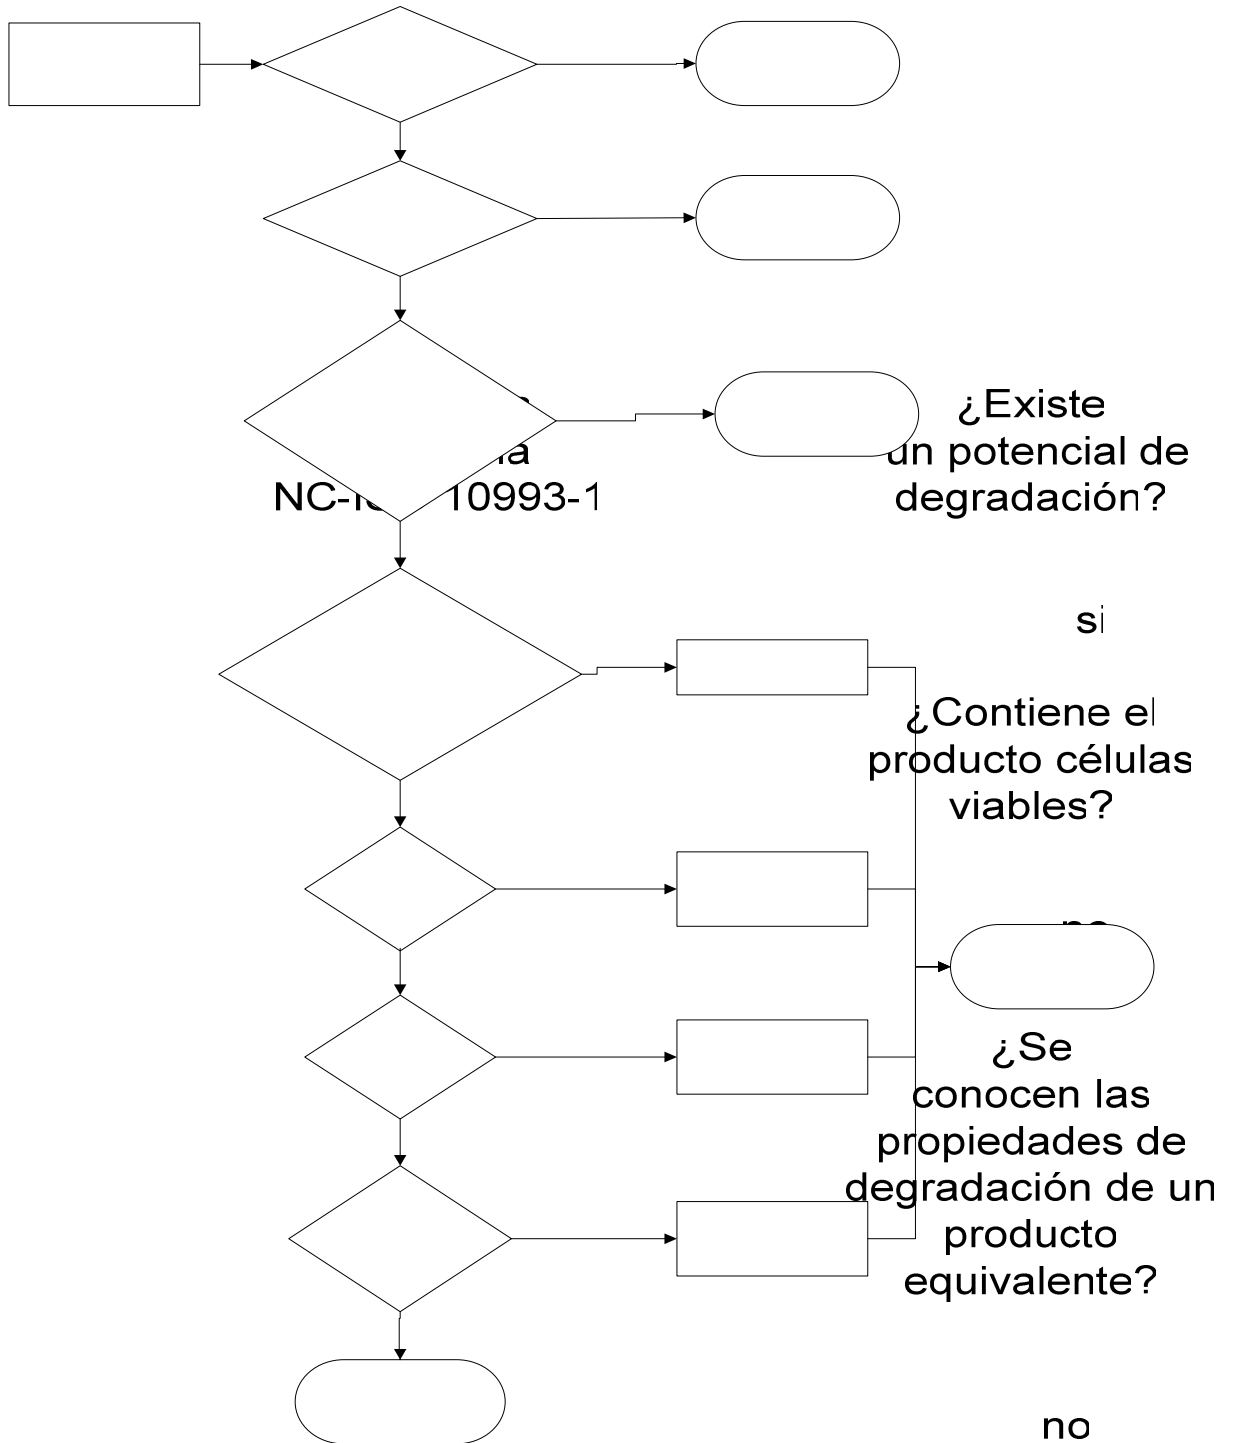 la
NC-
10993-1
¿Existe
un potencial de
degradación?
si
¿Contiene el
producto células
viables?
no
¿Se
conocen las
propiedades de
degradación de un
producto
equivalente?
no